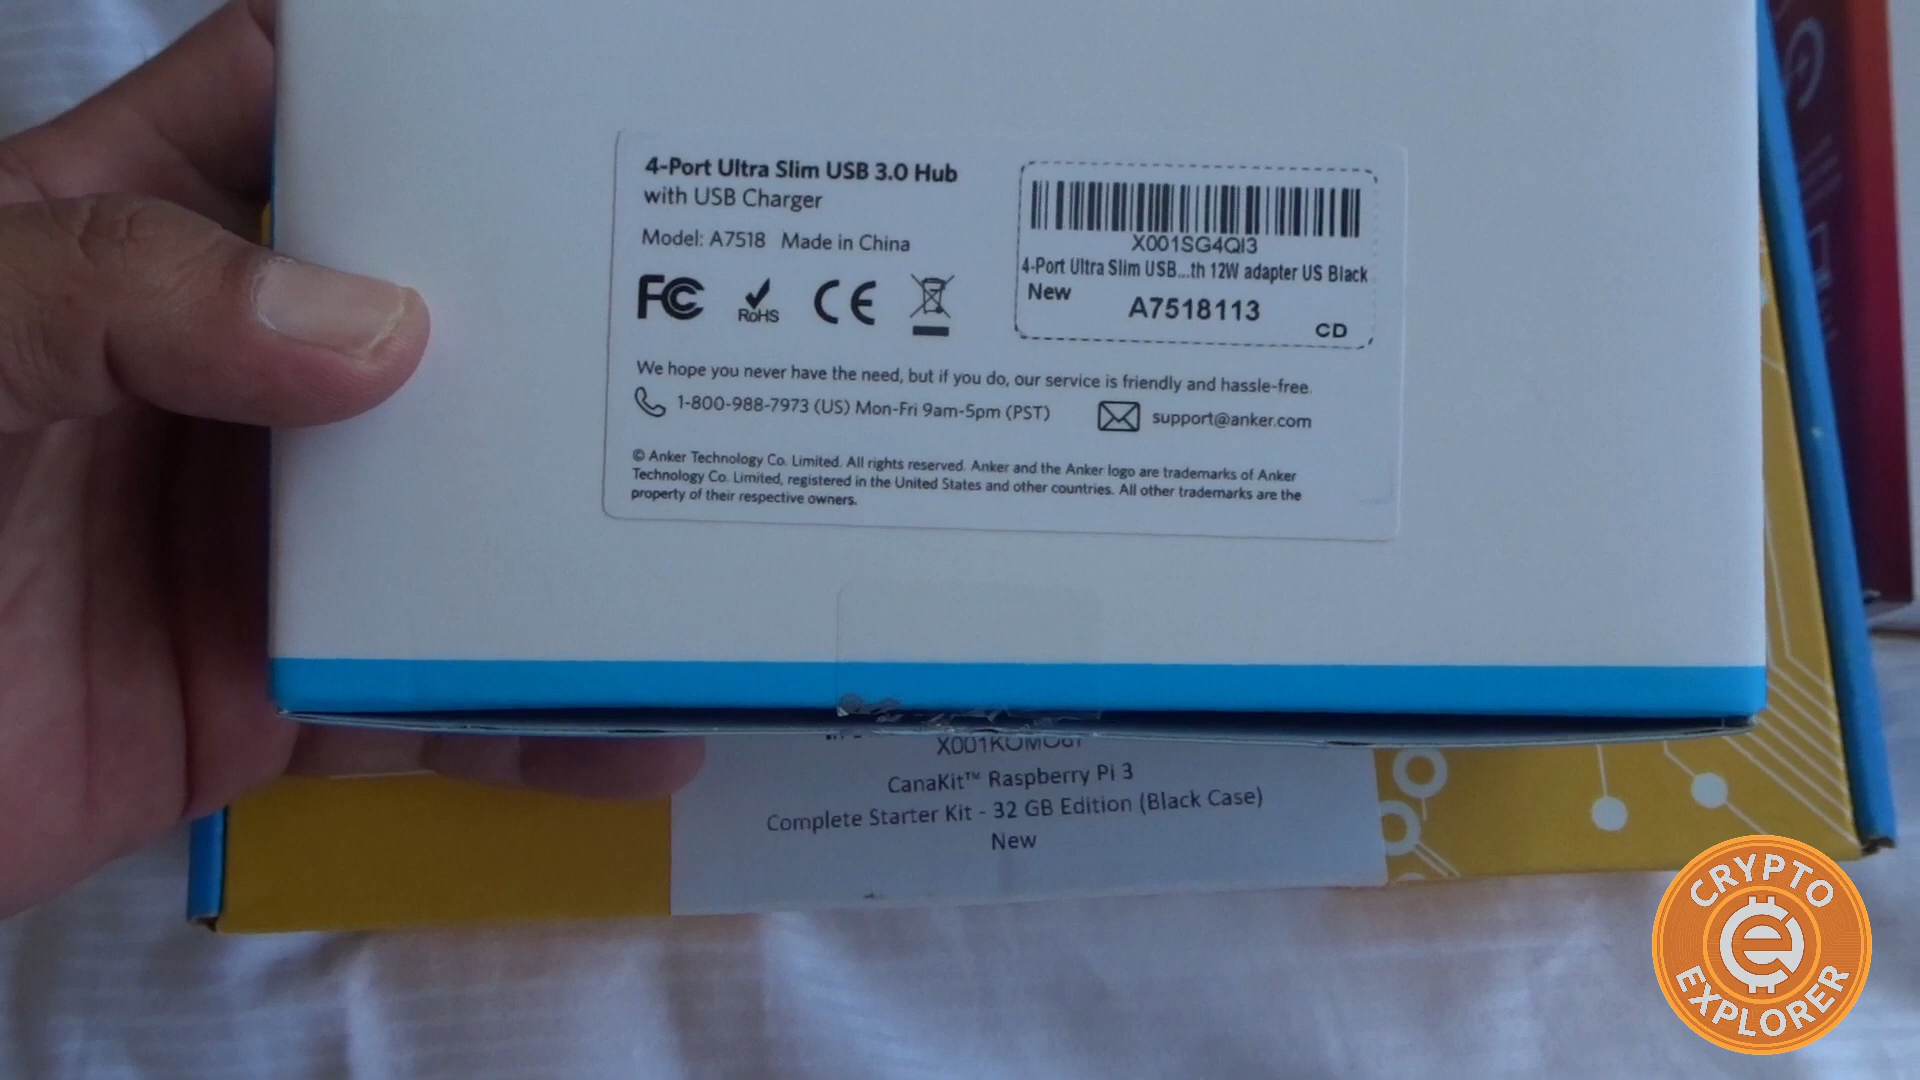 4-Port Ultra Slim USB 3.0 Hub
with USB Charger
Model: A7518 Made in China
FC
RoHS
CE
X001SG4QI3
4-Port Ultra Slim USB...th 12W adapter US Black
New
A7518113
CD
We hope you never have the need, but if you do, our service is friendly and hassle-free.
1-800-988-7973 (US) Mon-Fri 9am-5pm (PST)
support@anker.com
© Anker Technology Co. Limited. All rights reserved. Anker and the Anker logo are trademarks of Anker
Technology Co. Limited, registered in the United States and other countries. All other trademarks are the
property of their respective owners.
CanaKit™ Raspberry Pi 3
Complete Starter Kit - 32 GB Edition (Black Case)
New
CRYPTO
EXPLORER